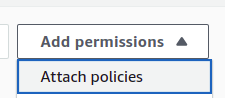 Add permissions
Attach policies